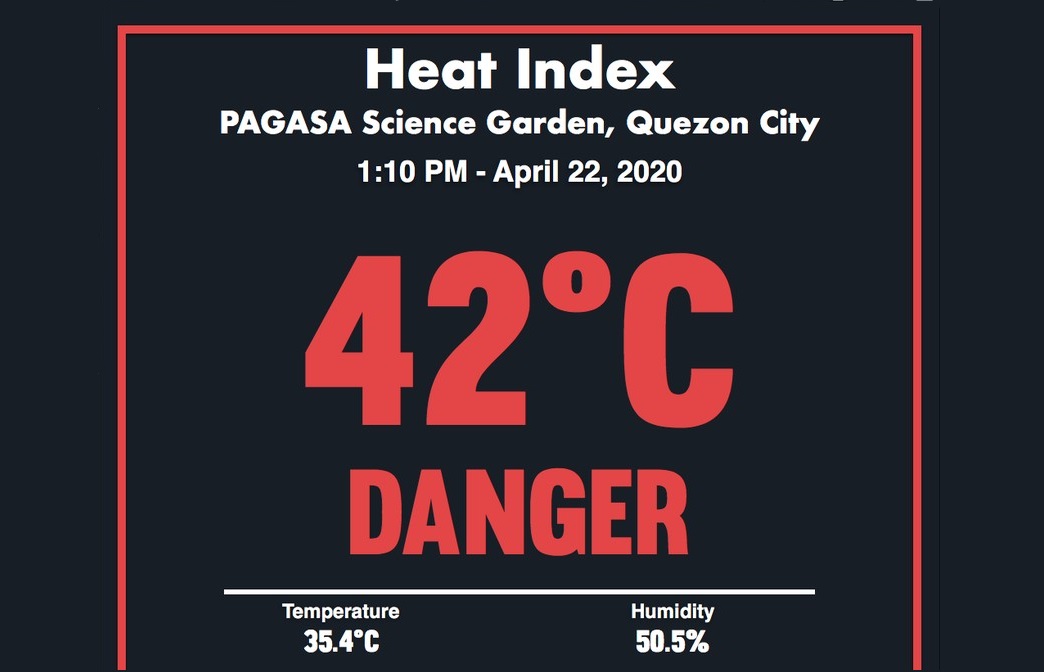 Heat Index
PAGASA Science Garden, Quezon City
1:10 PM - April 22, 2020
42°C
DANGER
Temperature
35.4°C
Humidity
50.5%